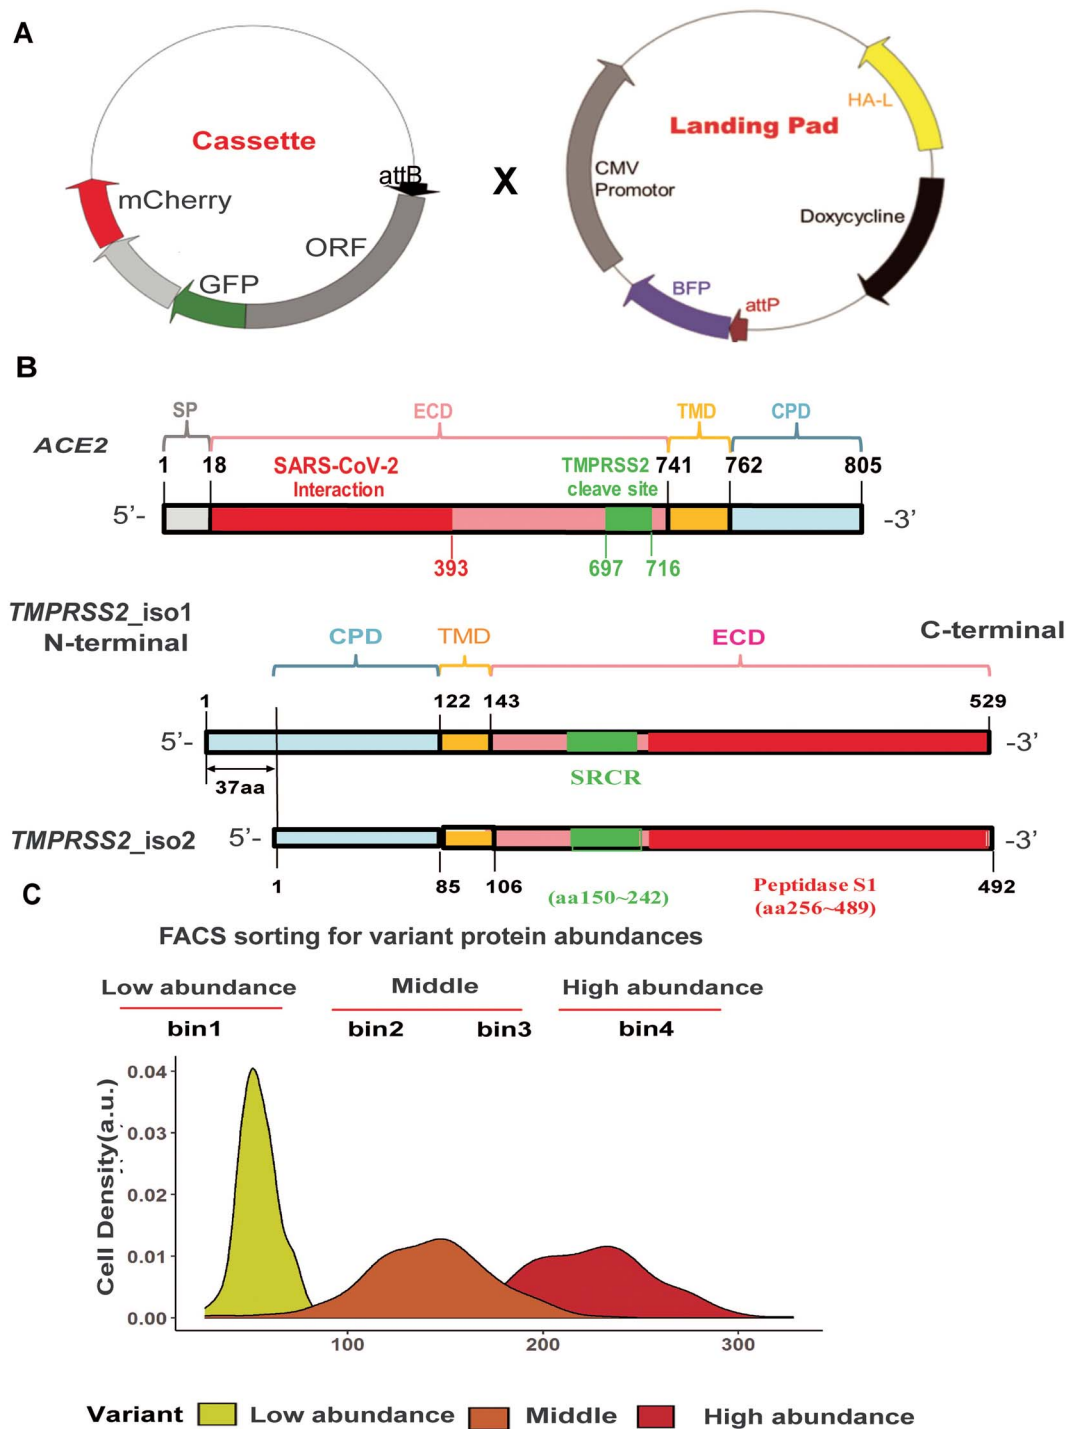 A
Cassette
attB
mCherry
ORF
GFP
X
HA-L
Landing Pad
CMV
Promotor
Doxycycline
BFP
attP
B
SP
ECD
TMD
CPD
ACE2
1
18
SARS-CoV-2
Interaction
TMPRSS2
cleave site
741
762
805
5’-
-3’
393
697
716
TMPRSS2_iso1
N-terminal
CPD
TMD
ECD
C-terminal
1
122
143
529
5’-
-3’
37aa
SRCR
TMPRSS2_iso2
5’-
-3’
1
85
106
(aa150~242)
Peptidase S1
(aa256~489)
492
C
FACS sorting for variant protein abundances
Low abundance
Middle
High abundance
bin1
bin2
bin3
bin4
Cell Density(a.u.)
0.04
0.03
0.02
0.01
0.00
100
200
300
Variant
Low abundance
Middle
High abundance